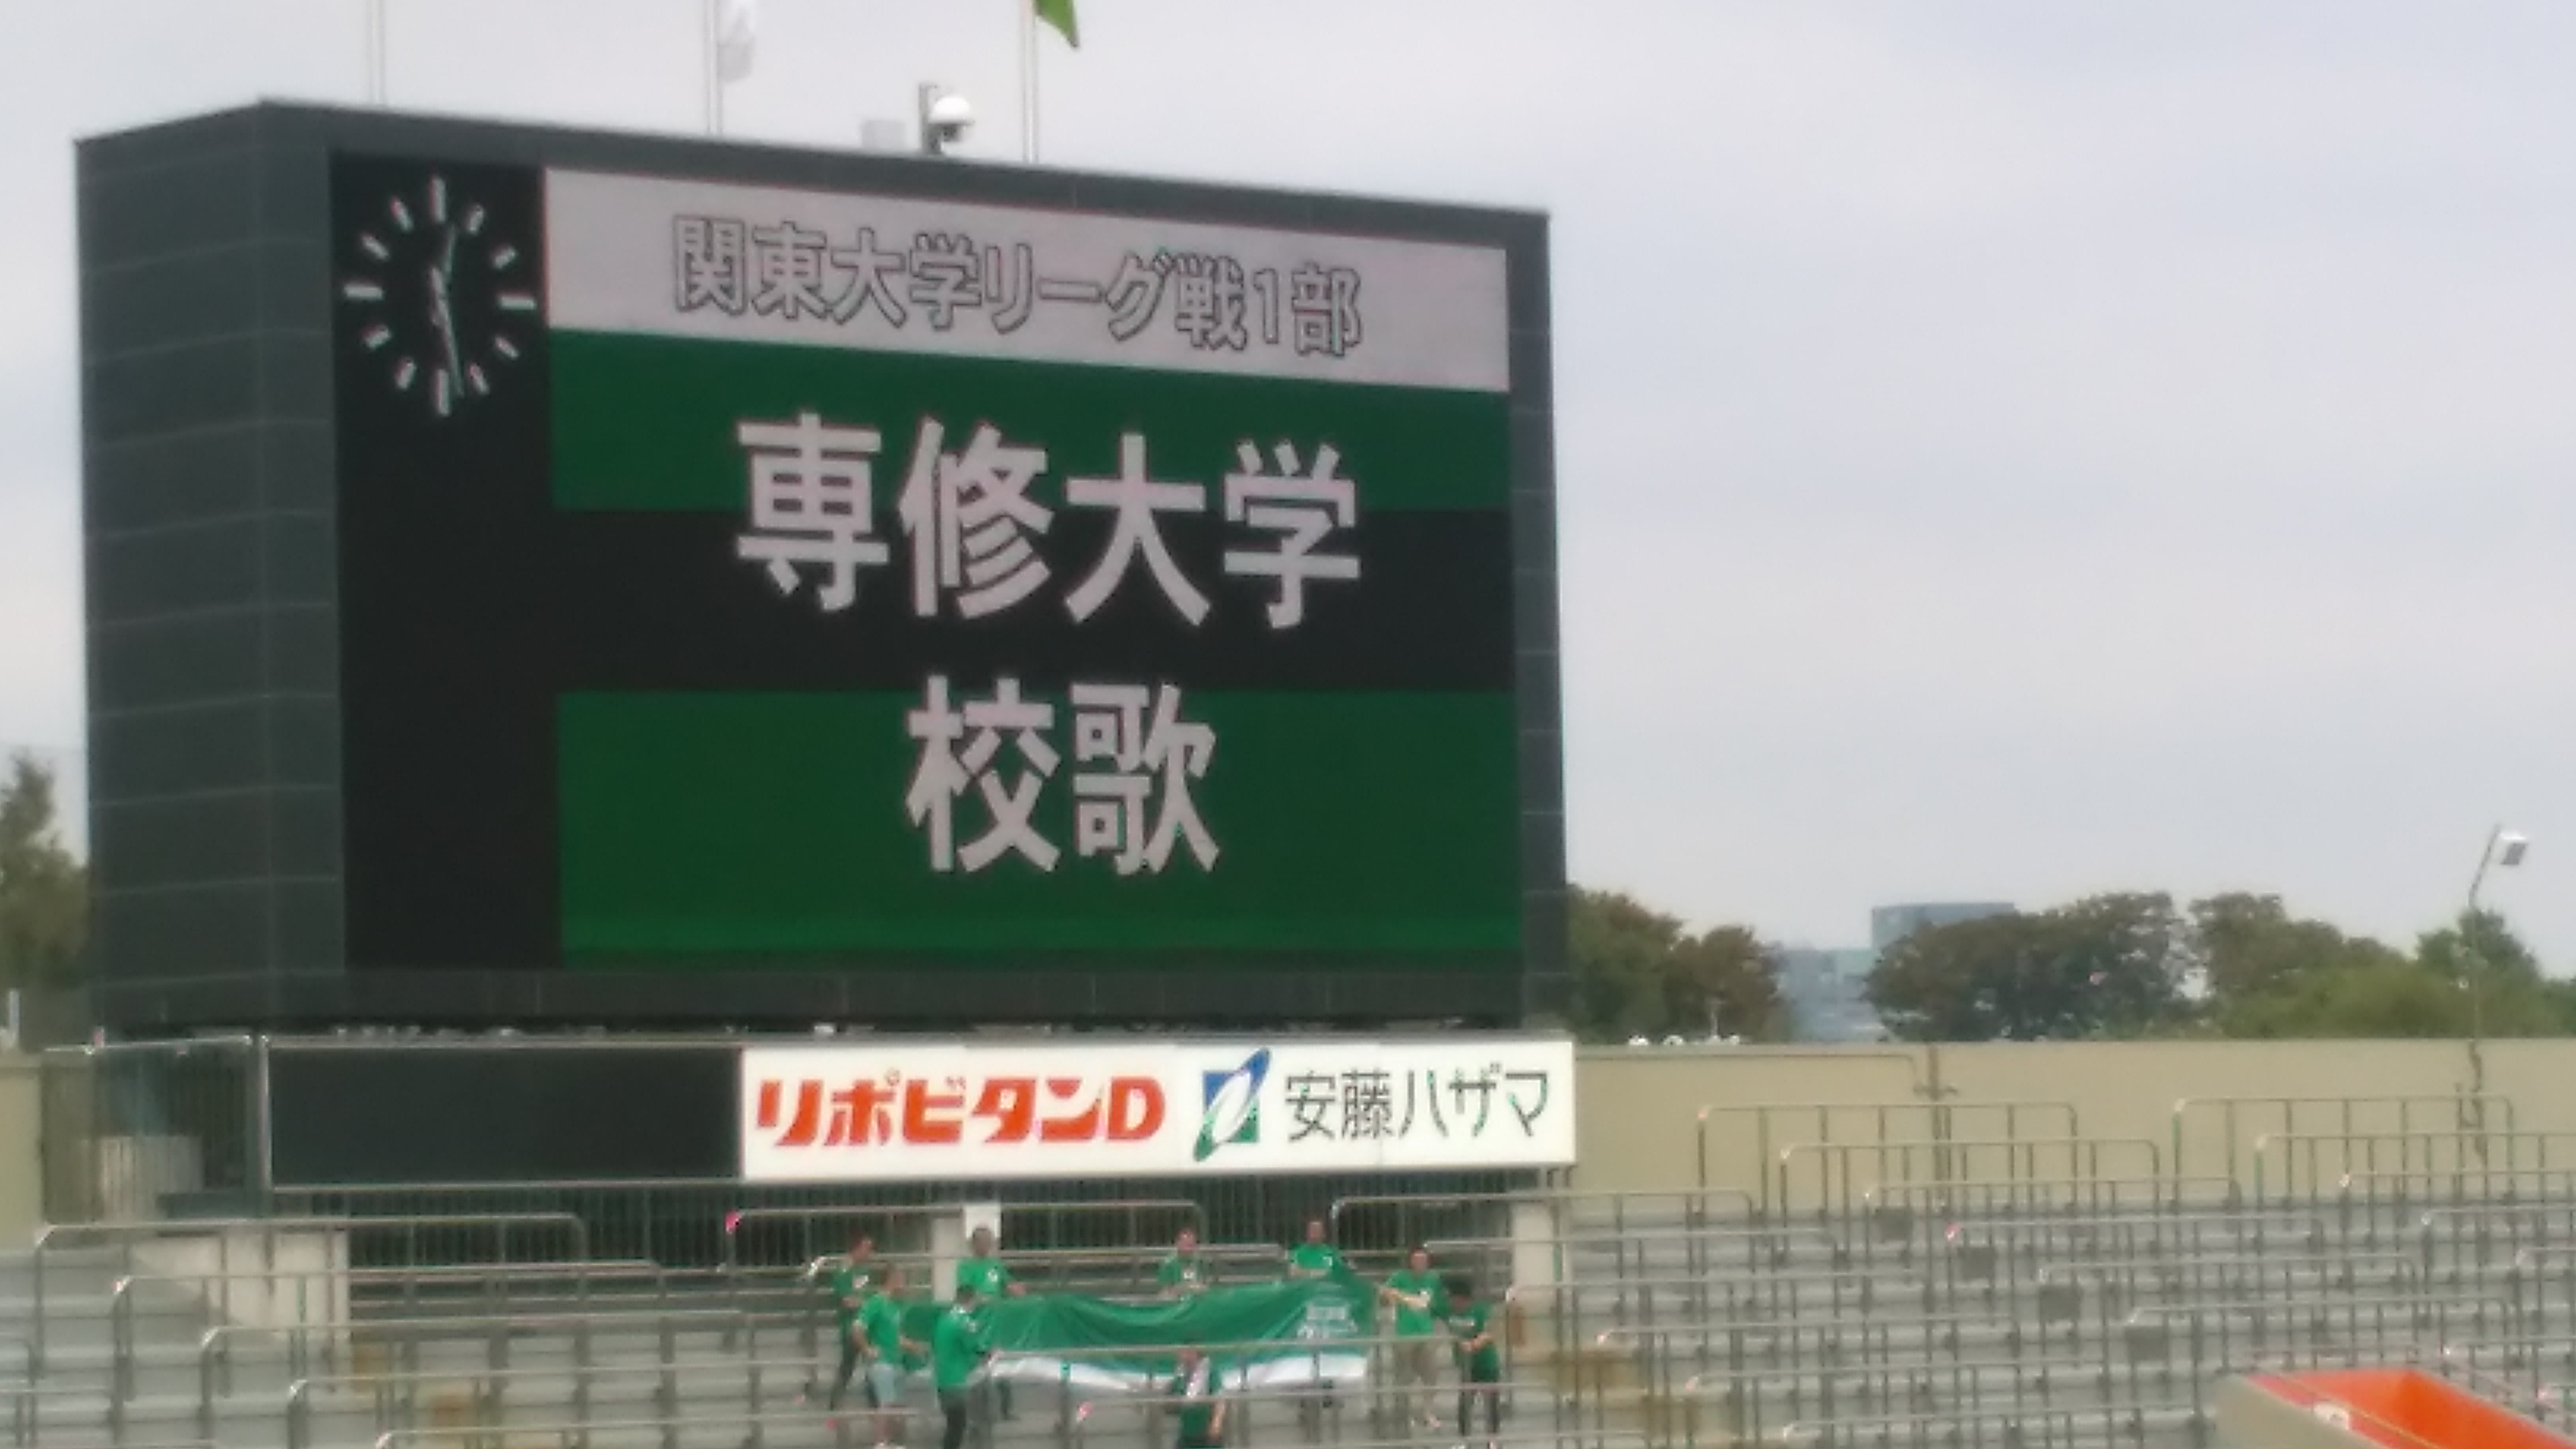 関東大学リーグ戦1部
専修大学
校歌
リポビタンD 安藤ハザマ